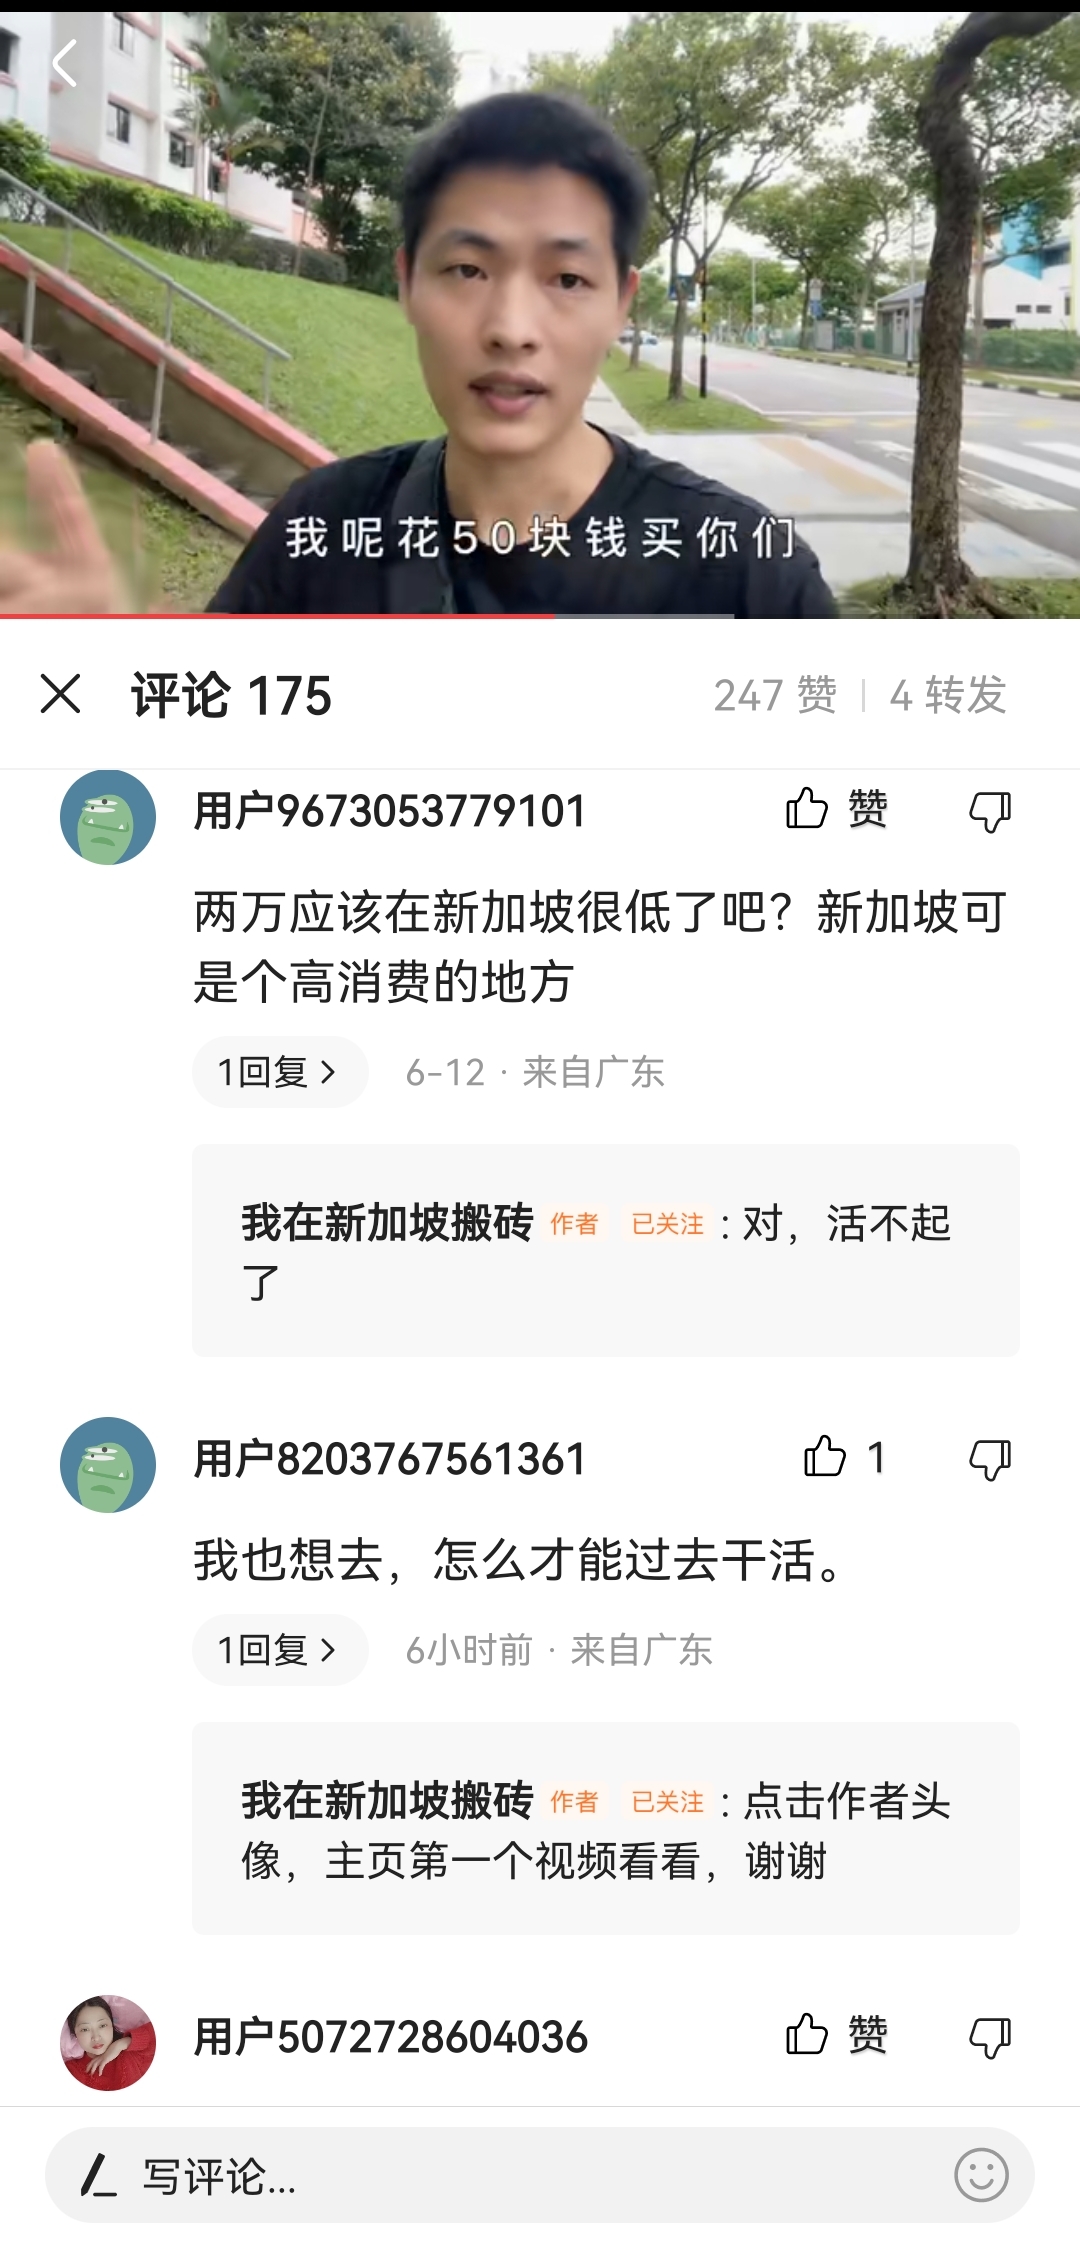 我呢花50块钱买你们
评论 175
247 赞 | 4 转发
用户9673053779101
赞
两万应该在新加坡很低了吧？新加坡可
是个高消费的地方
1回复 >
6-12 · 来自广东
我在新加坡搬砖 作者 已关注 : 对，活不起
了
用户8203767561361
1
我也想去，怎么才能过去干活。
1回复 >
6小时前 · 来自广东
我在新加坡搬砖 作者 已关注 : 点击作者头
像，主页第一个视频看看，谢谢
用户5072728604036
赞
写评论...